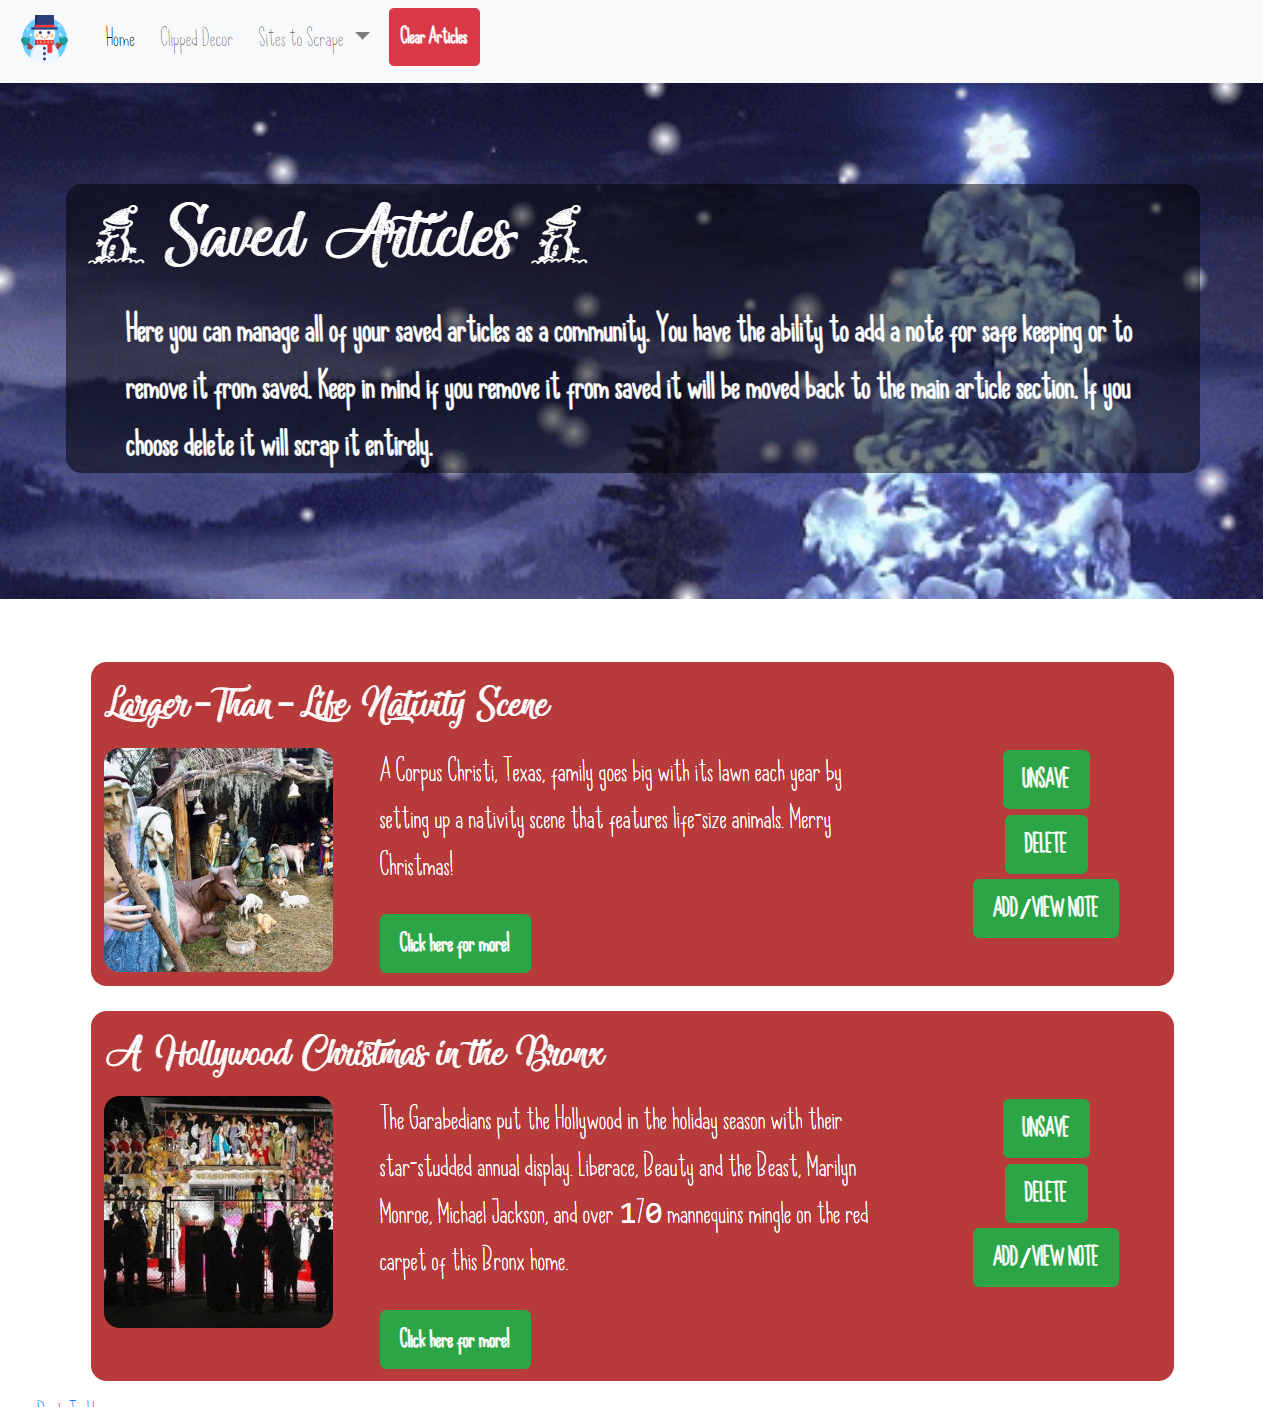 Home Clipped Decor Sites to Scrape Clear Articles
Saved Articles
Here you can manage all of your saved articles as a community. You have the ability to add a note for safe keeping or to
remove it from saved. Keep in mind if you remove it from saved it will be moved back to the main article section. If you
choose delete it will scrap it entirely.
Larger-Than-Life Nativity Scene
A Corpus Christi, Texas, family goes big with its lawn each year by
setting up a nativity scene that features life-size animals. Merry
Christmas!
Click here for more!
UNSAVE
DELETE
ADD/VIEW NOTE
A Hollywood Christmas in the Bronx
The Garabedians put the Hollywood in the holiday season with their
star-studded annual display. Liberace, Beauty and the Beast, Marilyn
Monroe, Michael Jackson, and over 170 mannequins mingle on the red
carpet of this Bronx home.
Click here for more!
UNSAVE
DELETE
ADD/VIEW NOTE